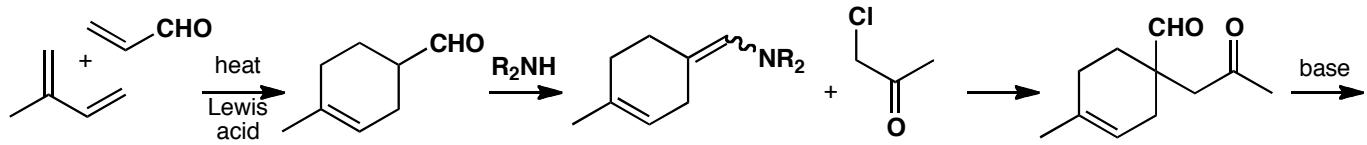 +
CHO
heat
Lewis
acid
CHO
R₂NH
NR₂
+
Cl
O
CHO
O
base